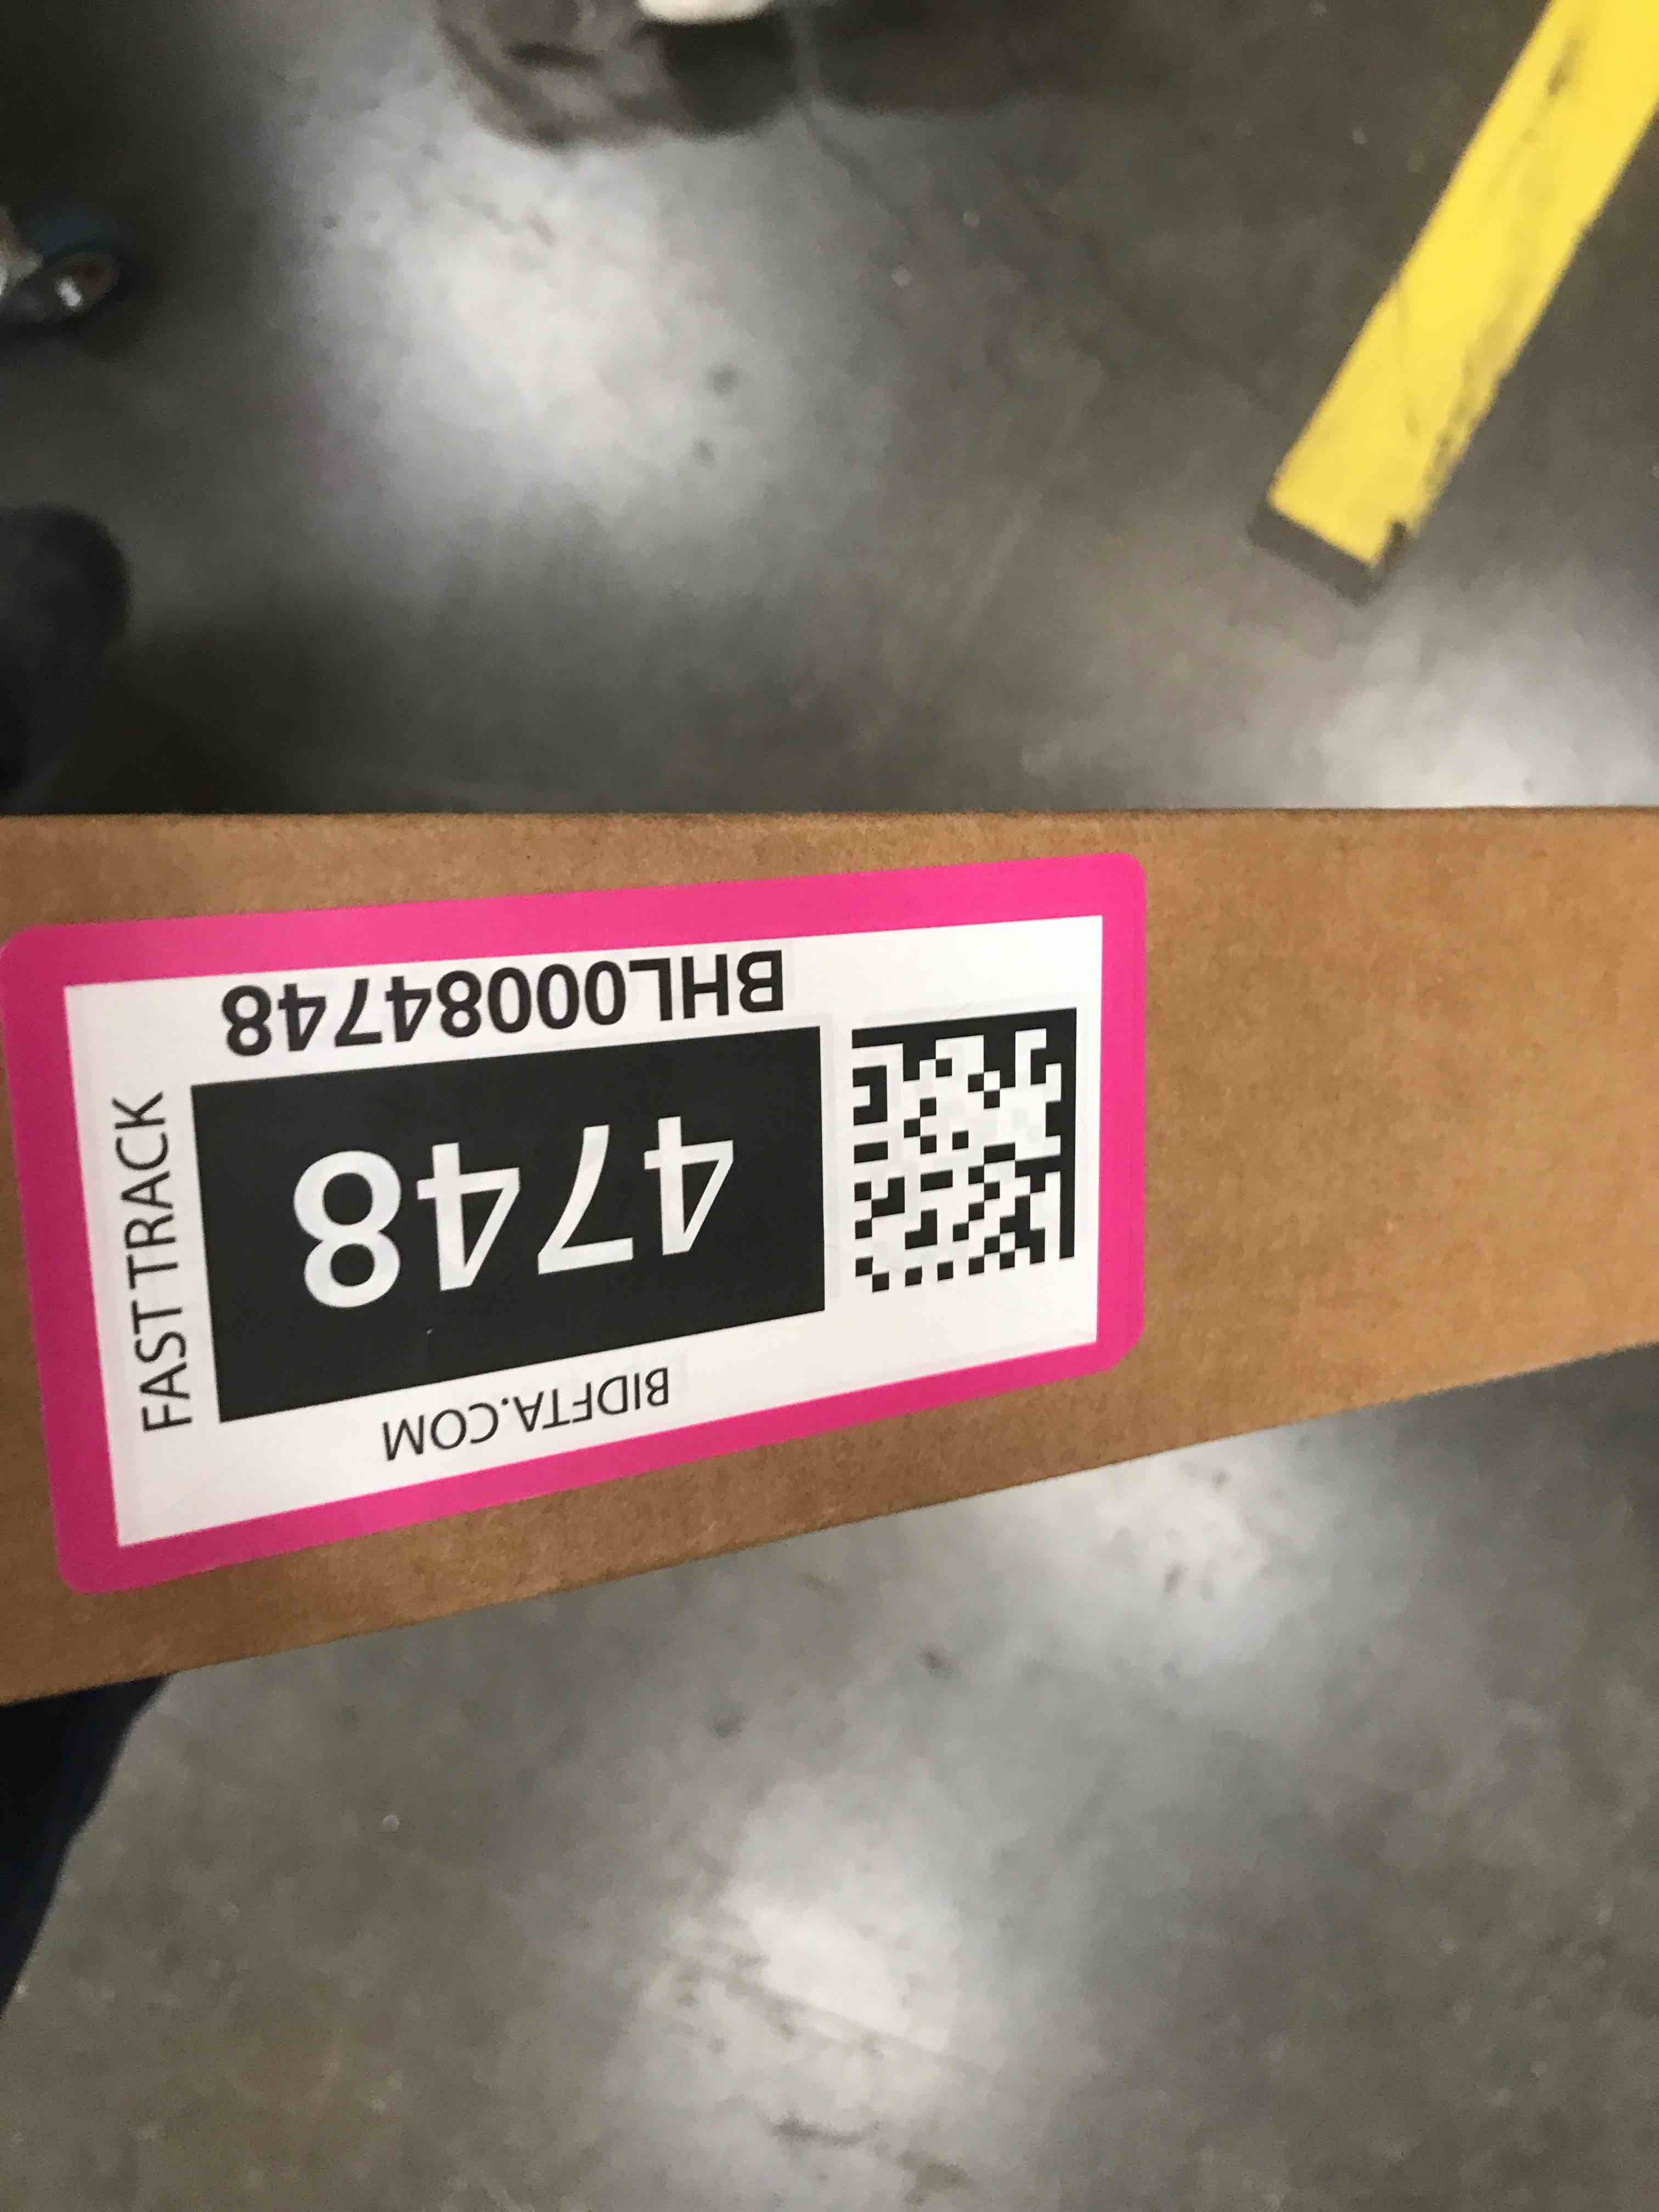 BIDFTA.COM
4748
BHL00084748
FAST TRACK